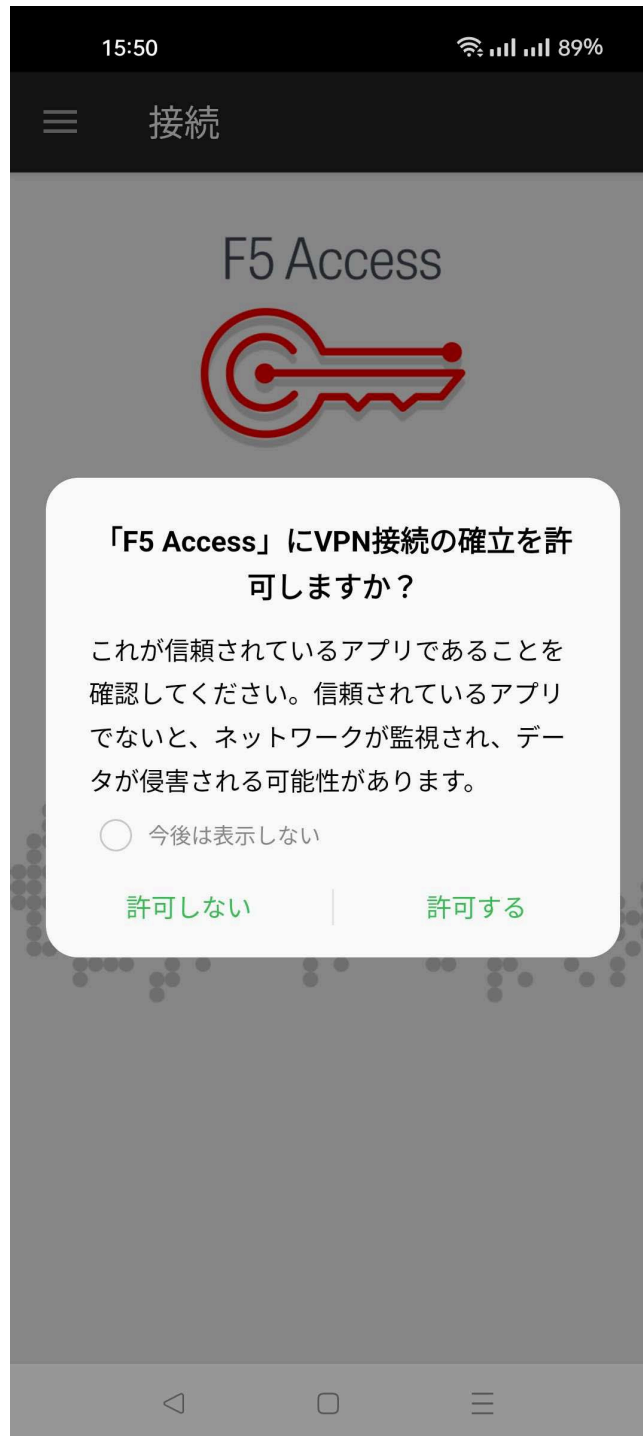 15:50
89%
接続
F5 Access
「F5 Access」にVPN接続の確立を許
可しますか？
これが信頼されているアプリであることを
確認してください。信頼されているアプリ
でないと、ネットワークが監視され、デー
タが侵害される可能性があります。
今後は表示しない
許可しない
許可する